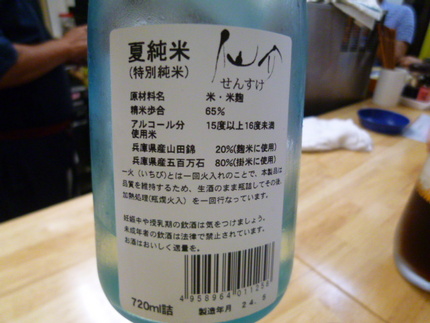 夏純米
(特別純米)
仙介
せんすけ
原材料名 米・米麹
精米歩合 65%
アルコール分 15度以上16度未満
使用米
兵庫県産山田錦 20%(麹米に使用)
兵庫県産五百万石 80%(掛米に使用)
一火(いちび)とは一回火入れのことで、本製品は
品質を維持するため、生酒のまま瓶詰してその後、
加熱処理(瓶燗火入)を一回行なっています。
妊娠中や授乳期の飲酒は気をつけましょう。
未成年者の飲酒は法律で禁止されています。
お酒はおいしく適量を。
4958964011256
720ml詰
製造年月 24.5